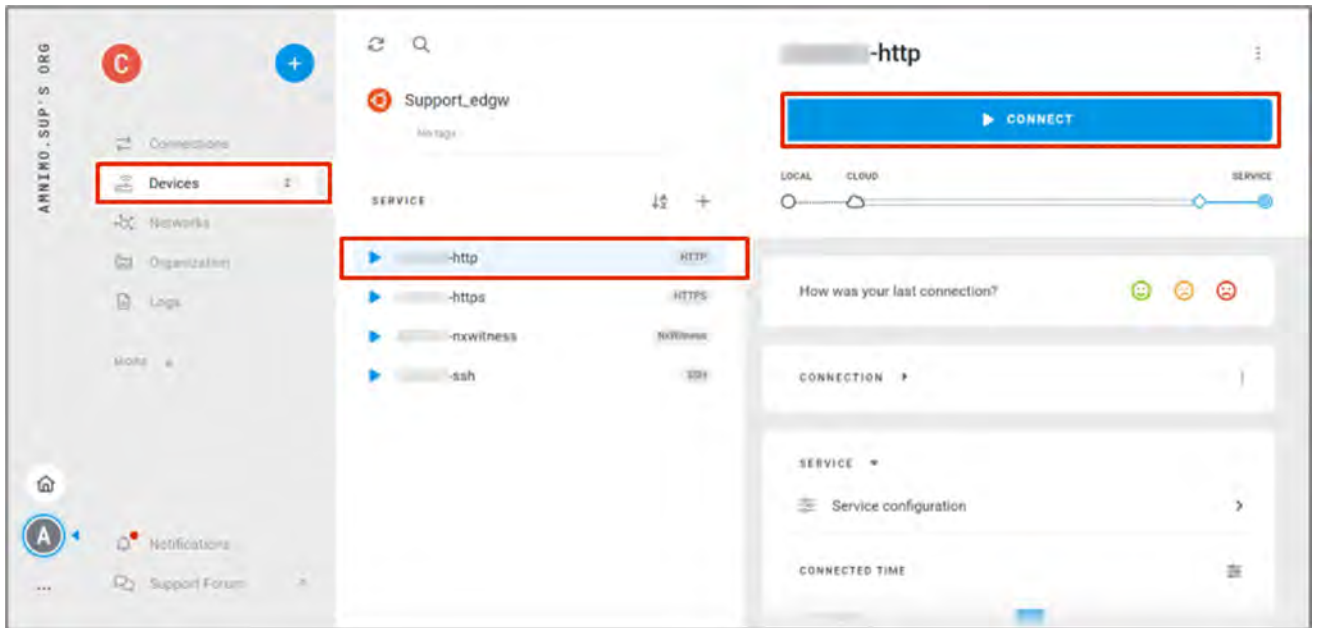 AMNIMO.SUP'S ORG
C
Connections
Devices 2
Networks
Organization
Logs
MORE
A
Notifications
Support Forum
Support_edgw
No tags
SERVICE
-http HTTP
-https HTTPS
-nxwitness NxWitness
-ssh SSH
-http
CONNECT
LOCAL CLOUD SERVICE
How was your last connection?
CONNECTION
SERVICE
Service configuration
CONNECTED TIME